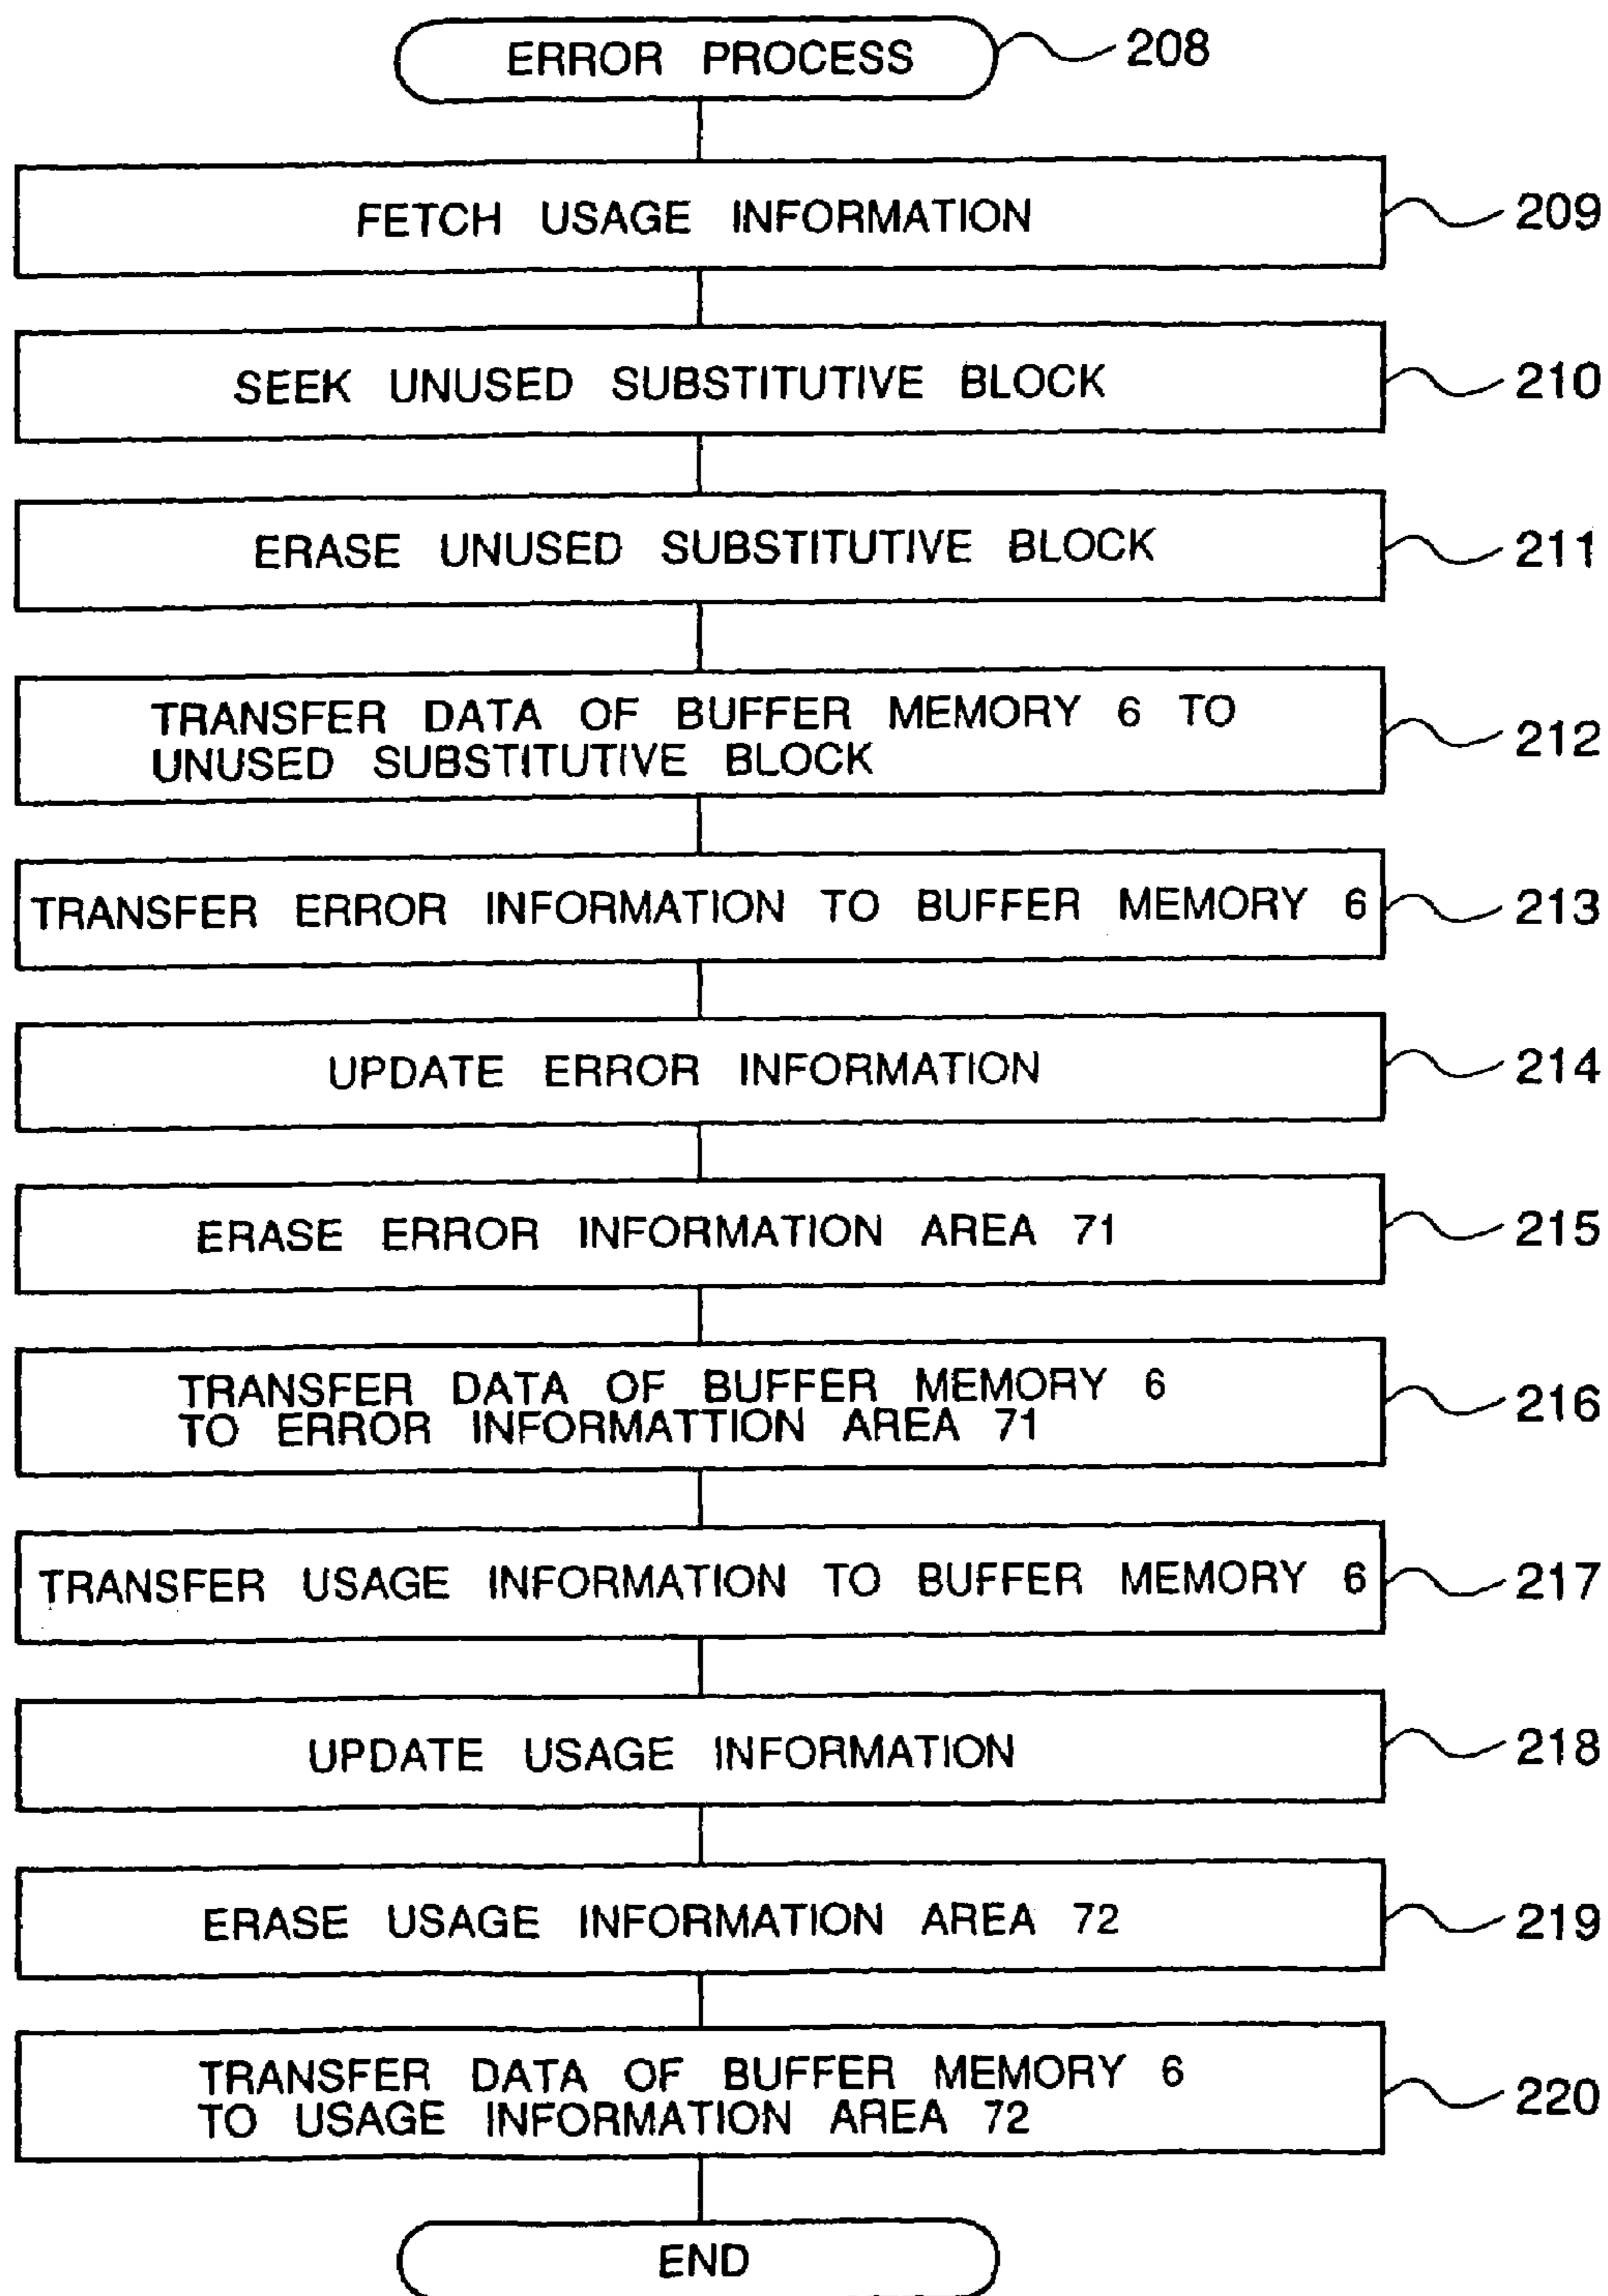 ERROR PROCESS 208
FETCH USAGE INFORMATION 209
SEEK UNUSED SUBSTITUTIVE BLOCK 210
ERASE UNUSED SUBSTITUTIVE BLOCK 211
TRANSFER DATA OF BUFFER MEMORY 6 TO
UNUSED SUBSTITUTIVE BLOCK 212
TRANSFER ERROR INFORMATION TO BUFFER MEMORY 6 213
UPDATE ERROR INFORMATION 214
ERASE ERROR INFORMATION AREA 71 215
TRANSFER DATA OF BUFFER MEMORY 6
TO ERROR INFORMATTION AREA 71 216
TRANSFER USAGE INFORMATION TO BUFFER MEMORY 6 217
UPDATE USAGE INFORMATION 218
ERASE USAGE INFORMATION AREA 72 219
TRANSFER DATA OF BUFFER MEMORY 6
TO USAGE INFORMATION AREA 72 220
END